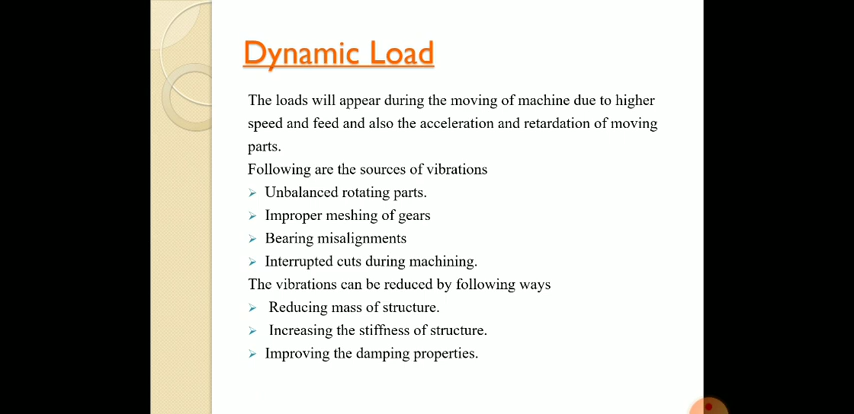 Dynamic Load
The loads will appear during the moving of machine due to higher
speed and feed and also the acceleration and retardation of moving
parts.
Following are the sources of vibrations
➢ Unbalanced rotating parts.
➢ Improper meshing of gears
➢ Bearing misalignments
➢ Interrupted cuts during machining.
The vibrations can be reduced by following ways
➢ Reducing mass of structure.
➢ Increasing the stiffness of structure.
➢ Improving the damping properties.